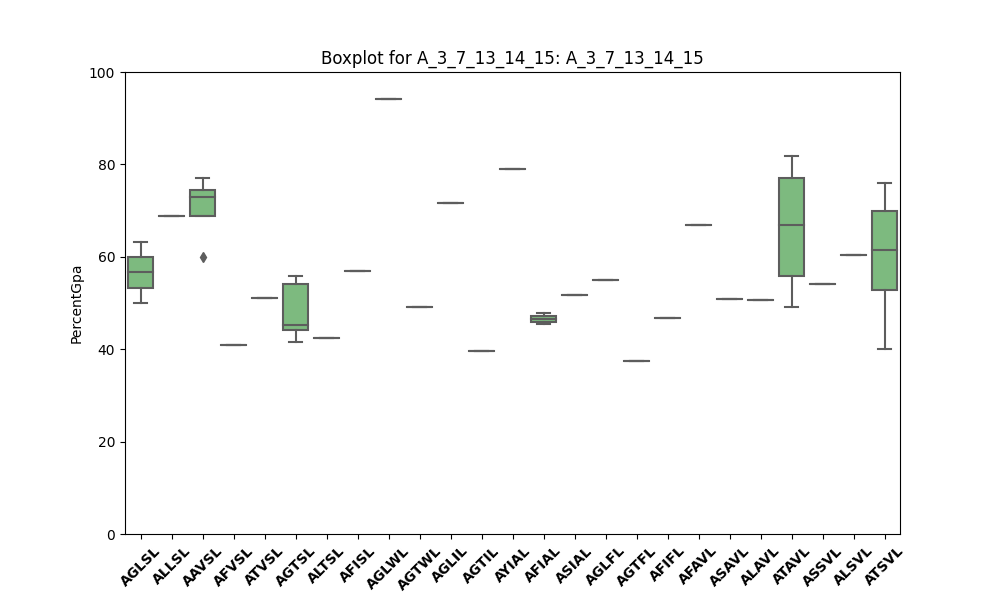 Boxplot for A_3_7_13_14_15: A_3_7_13_14_15
100
80
60
40
20
0
PercentGpa
AGLSL
ALLSL
AAVSL
AFVSL
ATVSL
AGTSL
ALTSL
AFISL
AGLWL
AGTWL
AGLIL
AGTIL
AYIAL
AFIAL
ASIAL
AGLFL
AGTFL
AFIFL
AFAVL
ASAVL
ALAVL
ATAVL
ASSVL
ALSVL
ATSVL